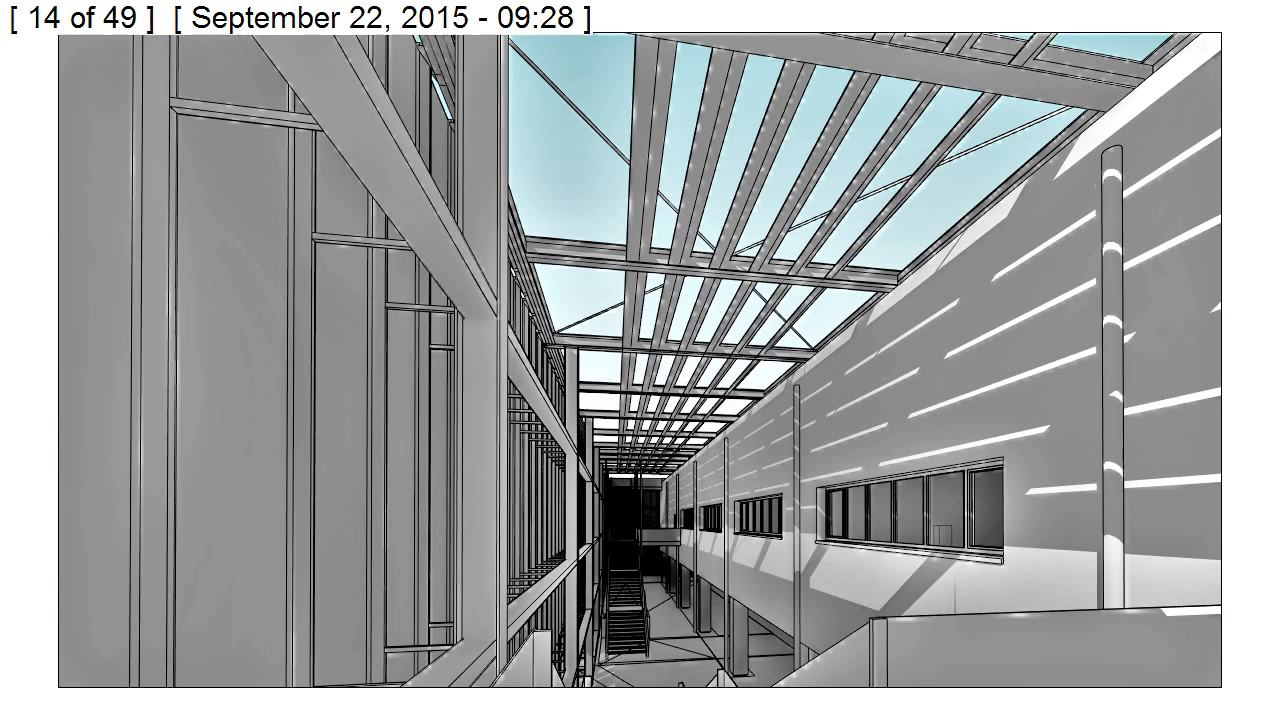 [ 14 of 49 ]  [ September 22, 2015 - 09:28 ]